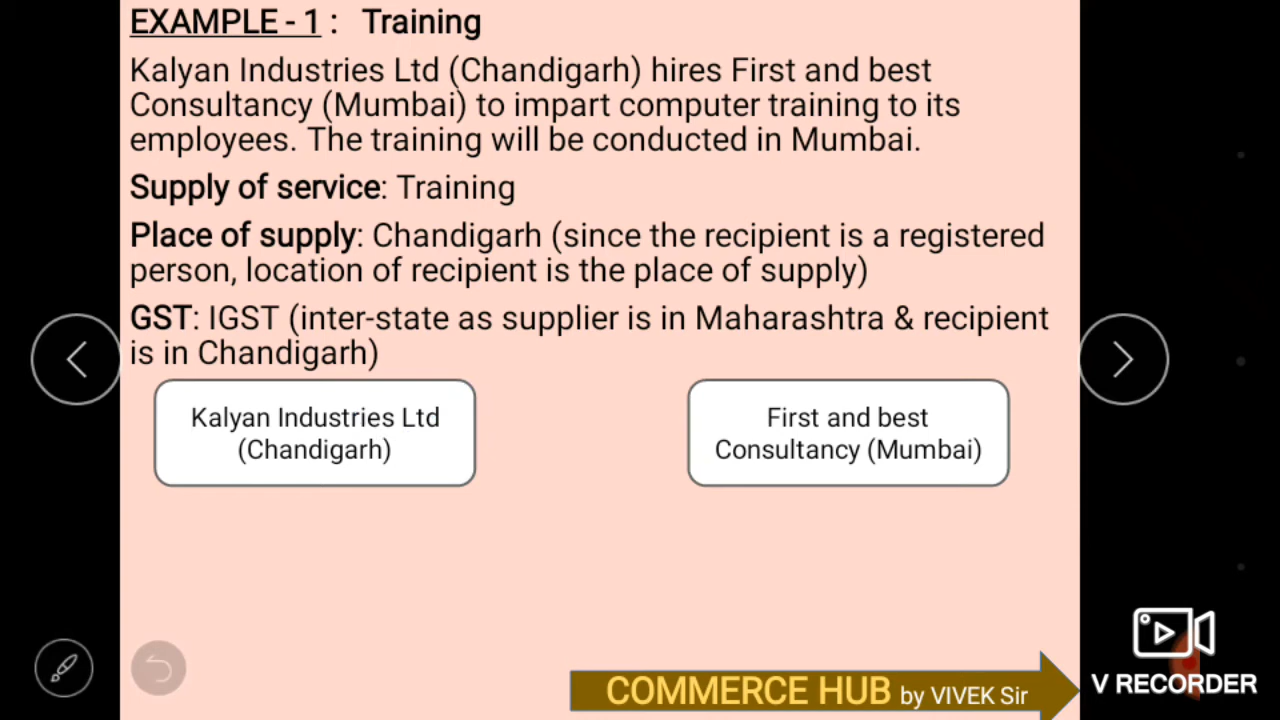 EXAMPLE - 1 : Training
Kalyan Industries Ltd (Chandigarh) hires First and best
Consultancy (Mumbai) to impart computer training to its
employees. The training will be conducted in Mumbai.
Supply of service: Training
Place of supply: Chandigarh (since the recipient is a registered
person, location of recipient is the place of supply)
GST: IGST (inter-state as supplier is in Maharashtra & recipient
is in Chandigarh)
Kalyan Industries Ltd
(Chandigarh)
First and best
Consultancy (Mumbai)
COMMERCE HUB by VIVEK Sir
V RECORDER